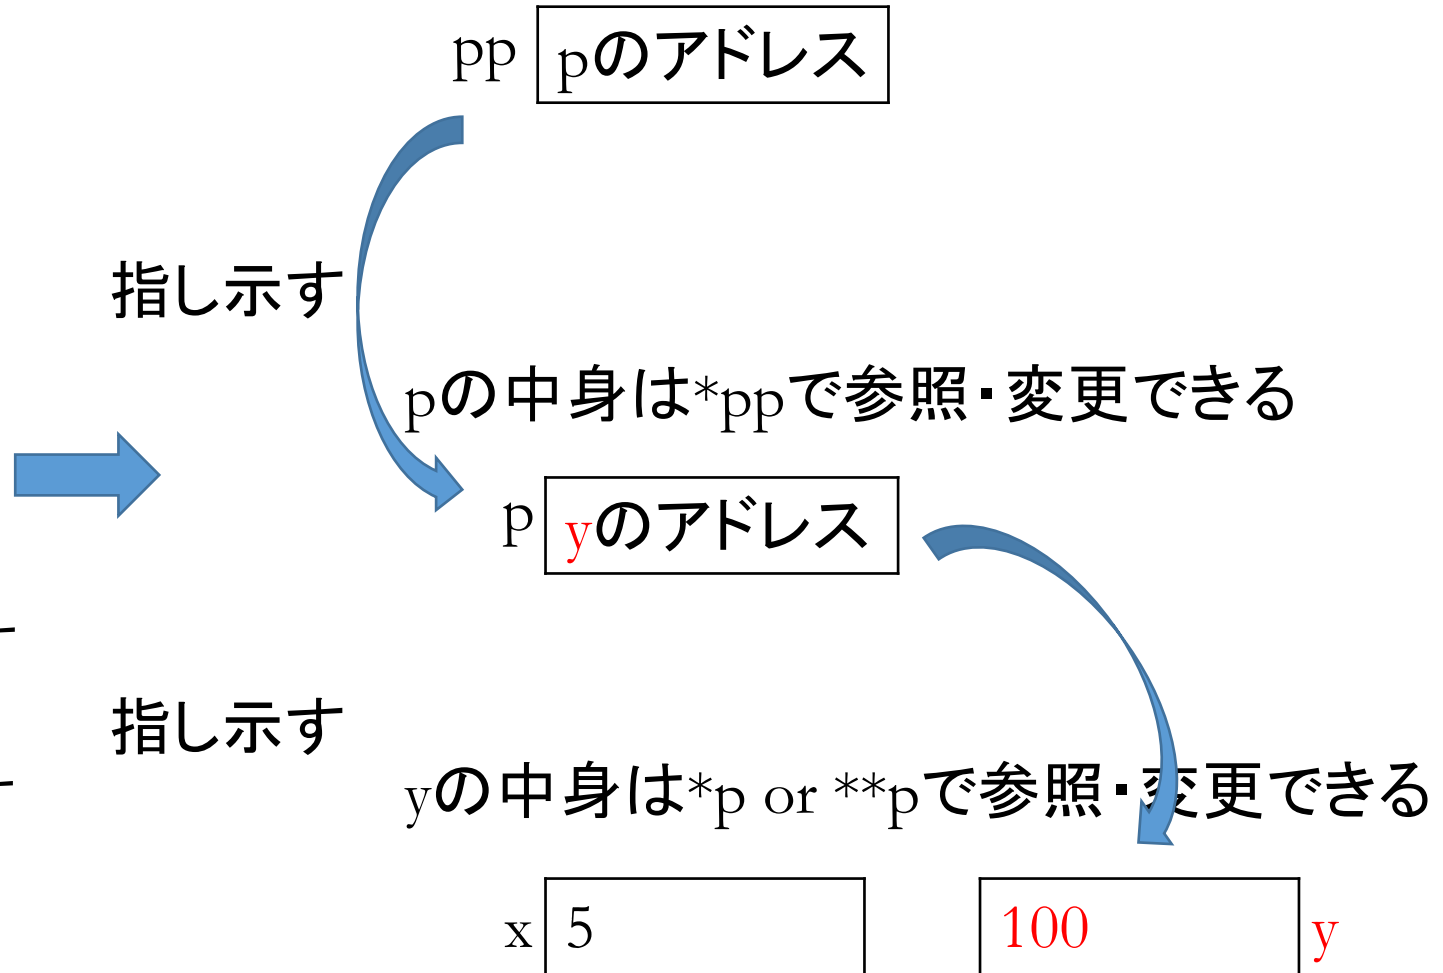 pp pのアドレス
指し示す
pの中身は*ppで参照・変更できる
p yのアドレス
指し示す
yの中身は*p or **pで参照・変更できる
x 5 100 y